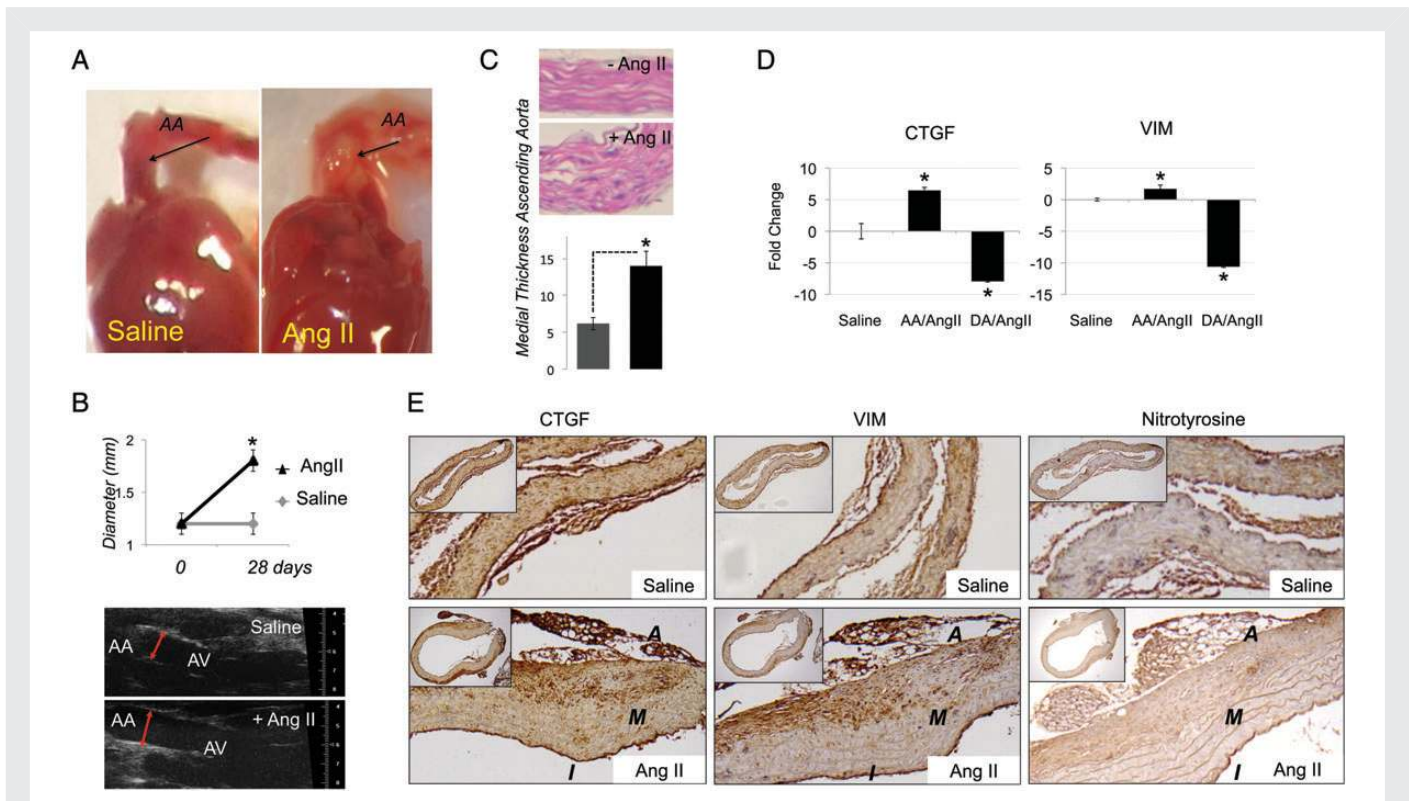 A
AA
AA
Saline
Ang II
B
Diameter (mm)
2
1.5
1
*
AngII
Saline
0
28 days
Saline
AA
AV
+ Ang II
AA
AV
C
- Ang II
+ Ang II
Medial Thickness Ascending Aorta
*
15
10
5
0
D
CTGF
Fold Change
10
5
0
-5
-10
*
*
Saline
AA/AngII
DA/AngII
VIM
5
0
-5
-10
-15
*
*
Saline
AA/AngII
DA/AngII
E
CTGF
VIM
Nitrotyrosine
Saline
Saline
Saline
A
M
I
Ang II
A
M
I
Ang II
A
M
I
Ang II